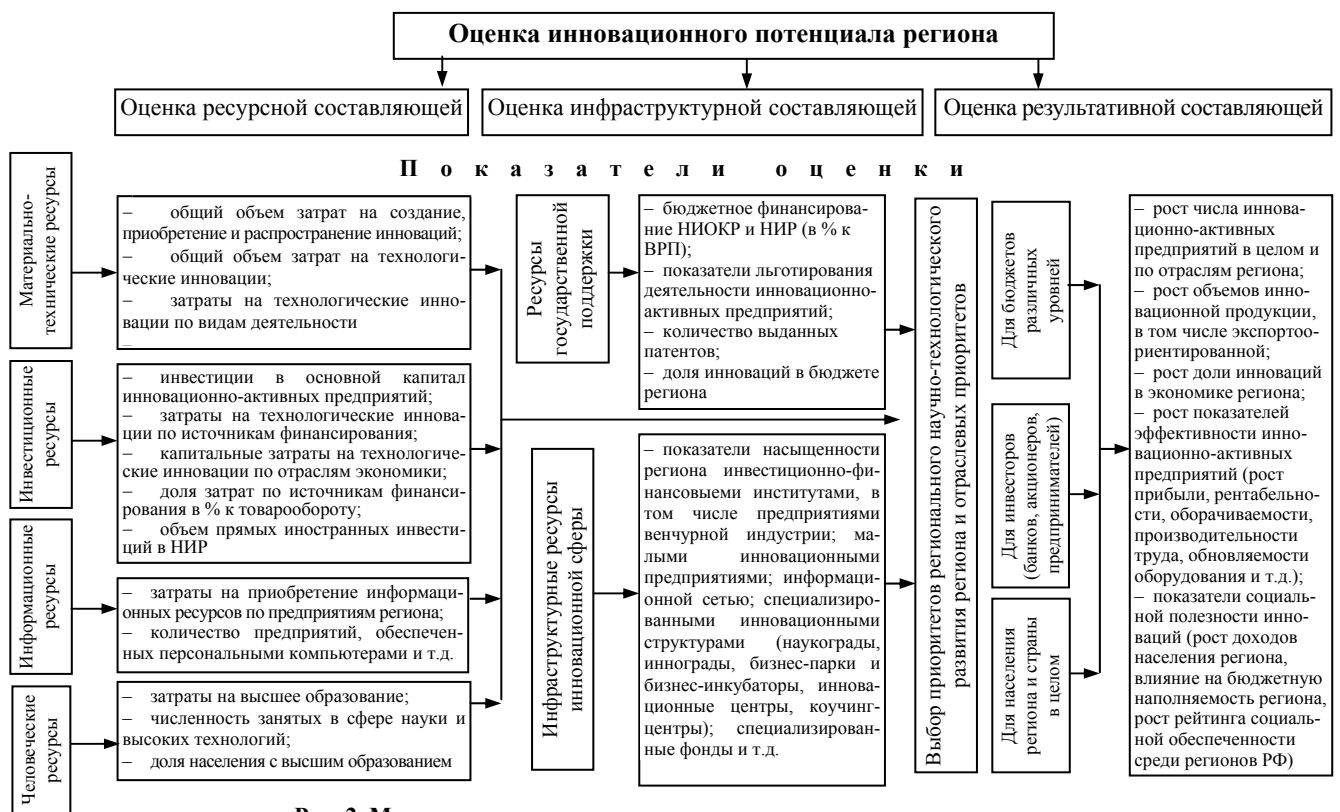 Оценка инновационного потенциала региона
Оценка ресурсной составляющей
Оценка инфраструктурной составляющей
Оценка результативной составляющей
Показатели оценки
Материально-
технические ресурсы
– общий объем затрат на создание,
приобретение и распространение инноваций;
– общий объем затрат на технологи-
ческие инновации;
– затраты на технологические инно-
вации по видам деятельности
–
Инвестиционные
ресурсы
– инвестиции в основной капитал
инновационно-активных предприятий;
– затраты на технологические иннова-
ции по источникам финансирования;
– капитальные затраты на технологиче-
ские инновации по отраслям экономики;
– доля затрат по источникам финанси-
рования в % к товарообороту;
– объем прямых иностранных инвести-
ций в НИР
Информационные
ресурсы
– затраты на приобретение информаци-
онных ресурсов по предприятиям региона;
– количество предприятий, обеспечен-
ных персональными компьютерами и т.д.
Человеческие
ресурсы
– затраты на высшее образование;
– численность занятых в сфере науки и
высоких технологий;
– доля населения с высшим образованием
Ресурсы
государственной
поддержки
– бюджетное финансирова-
ние НИОКР и НИР (в % к
ВРП);
– показатели льготирования
деятельности инновационно-
активных предприятий;
– количество выданных
патентов;
– доля инноваций в бюджете
региона
Инфраструктурные ресурсы
инновационной сферы
– показатели насыщенности
региона инвестиционно-фи-
нансовыеми институтами, в
том числе предприятиями
венчурной индустрии; ма-
лыми инновационными
предприятиями; информаци-
онной сетью; специализиро-
ванными инновационными
структурами (наукограды,
иннограды, бизнес-парки и
бизнес-инкубаторы, иннова-
ционные центры, коучинг-
центры); специализирован-
ные фонды и т.д.
Выбор приоритетов регионального научно-технологического
развития региона и отраслевых приоритетов
Для бюджетов
различных
уровней
Для инвесторов
(банков, акционеров,
предпринимателей)
Для населения
региона и страны
в целом
– рост числа иннова-
ционно-активных
предприятий в целом и
по отраслям региона;
– рост объемов инно-
вационной продукции,
в том числе экспортоо-
риентированной;
– рост доли инноваций
в экономике региона;
– рост показателей
эффективности инно-
вационно-активных
предприятий (рост
прибыли, рентабельно-
сти, оборачиваемости,
производительности
труда, обновляемости
оборудования и т.д.);
– показатели социаль-
ной полезности инно-
ваций (рост доходов
населения региона,
влияние на бюджетную
наполняемость региона,
рост рейтинга социаль-
ной обеспеченности
среди регионов РФ)